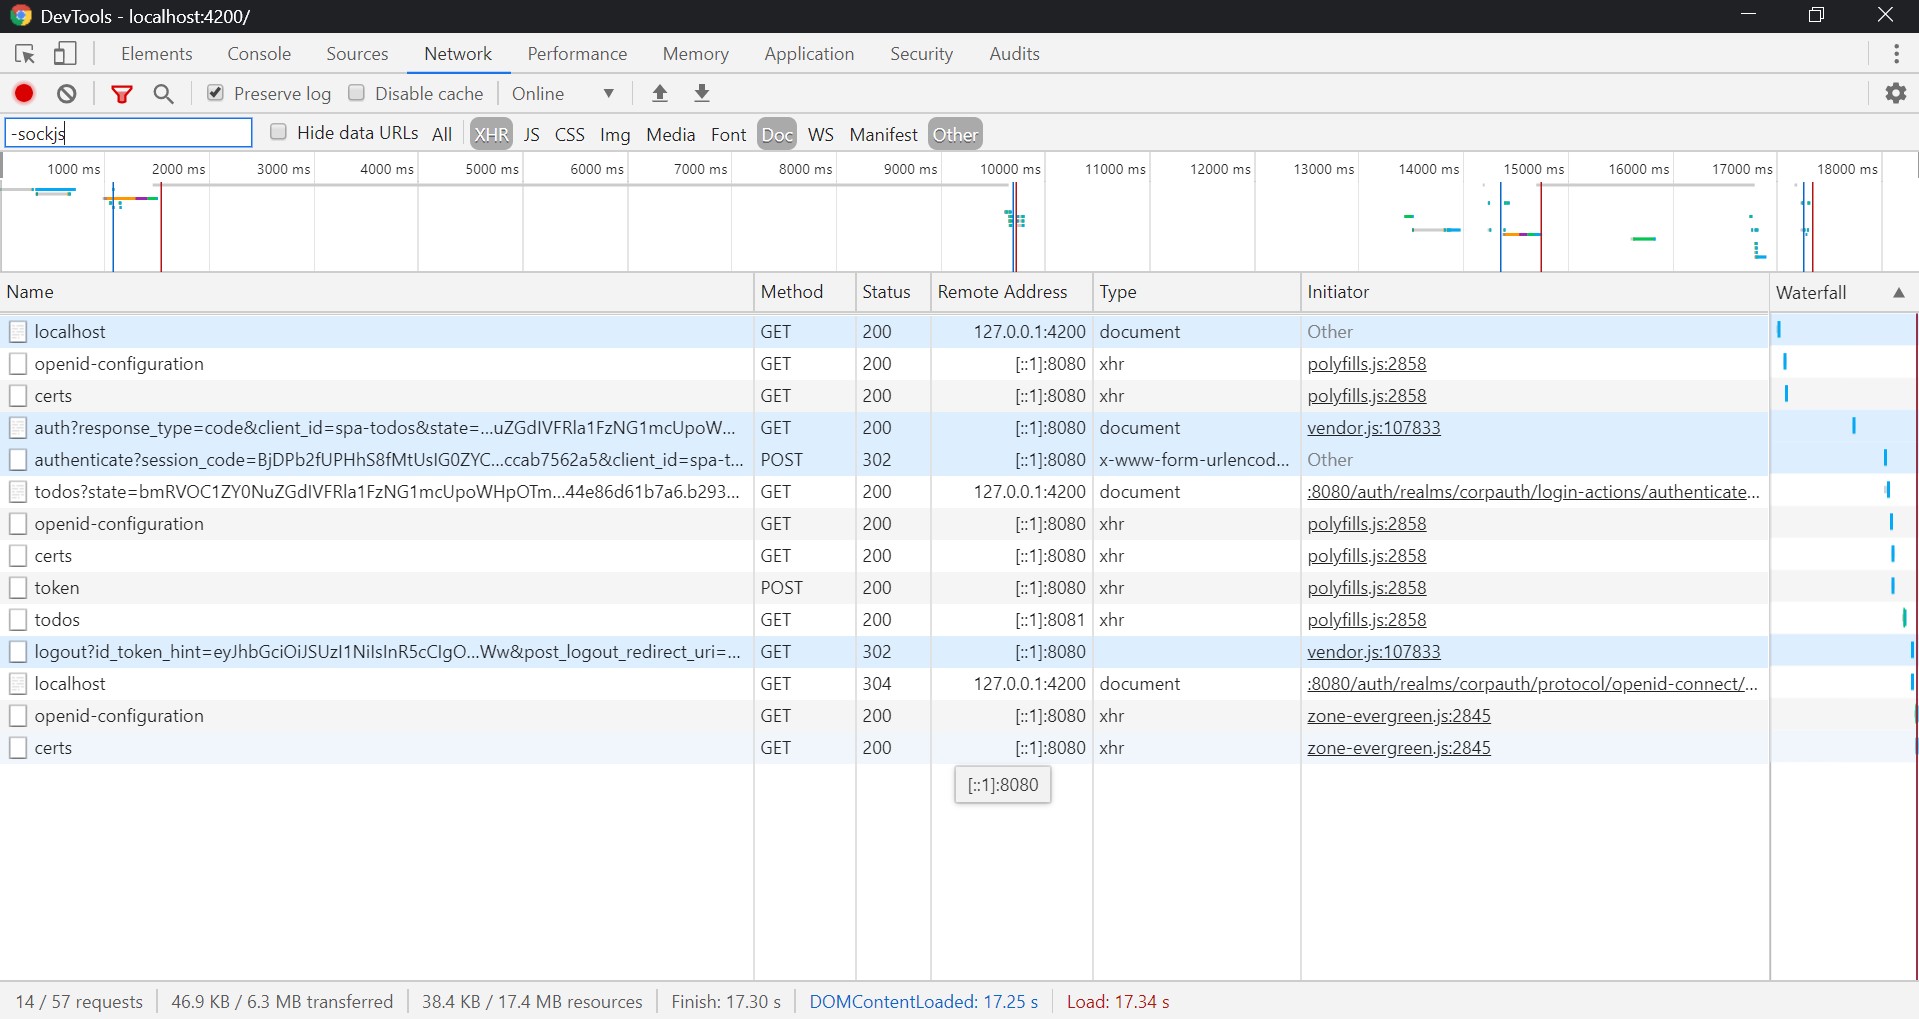 DevTools - localhost:4200/
Elements Console Sources Network Performance Memory Application Security Audits
Preserve log Disable cache Online
-sockjs Hide data URLs All XHR JS CSS Img Media Font Doc WS Manifest Other
1000 ms 2000 ms 3000 ms 4000 ms 5000 ms 6000 ms 7000 ms 8000 ms 9000 ms 10000 ms 11000 ms 12000 ms 13000 ms 14000 ms 15000 ms 16000 ms 17000 ms 18000 ms
Name Method Status Remote Address Type Initiator Waterfall
localhost GET 200 127.0.0.1:4200 document Other
openid-configuration GET 200 [::1]:8080 xhr polyfills.js:2858
certs GET 200 [::1]:8080 xhr polyfills.js:2858
auth?response_type=code&client_id=spa-todos&state=...uZGdIVFRla1FzNG1mcUpoW... GET 200 [::1]:8080 document vendor.js:107833
authenticate?session_code=BjDPb2fUPHhS8fMtUsIG0ZYC...ccab7562a5&client_id=spa-t... POST 302 [::1]:8080 x-www-form-urlencod... Other
todos?state=bmRVOC1ZY0NuZGdIVFRla1FzNG1mcUpoWHpOTm...44e86d61b7a6.b293... GET 200 127.0.0.1:4200 document :8080/auth/realms/corpauth/login-actions/authenticate...
openid-configuration GET 200 [::1]:8080 xhr polyfills.js:2858
certs GET 200 [::1]:8080 xhr polyfills.js:2858
token POST 200 [::1]:8080 xhr polyfills.js:2858
todos GET 200 [::1]:8081 xhr polyfills.js:2858
logout?id_token_hint=eyJhbGciOiJSUzI1NiIsInR5cCIgO...Ww&post_logout_redirect_uri=... GET 302 [::1]:8080 vendor.js:107833
localhost GET 304 127.0.0.1:4200 document :8080/auth/realms/corpauth/protocol/openid-connect/...
openid-configuration GET 200 [::1]:8080 xhr zone-evergreen.js:2845
certs GET 200 [::1]:8080 xhr zone-evergreen.js:2845
[::1]:8080
14 / 57 requests 46.9 KB / 6.3 MB transferred 38.4 KB / 17.4 MB resources Finish: 17.30 s DOMContentLoaded: 17.25 s Load: 17.34 s